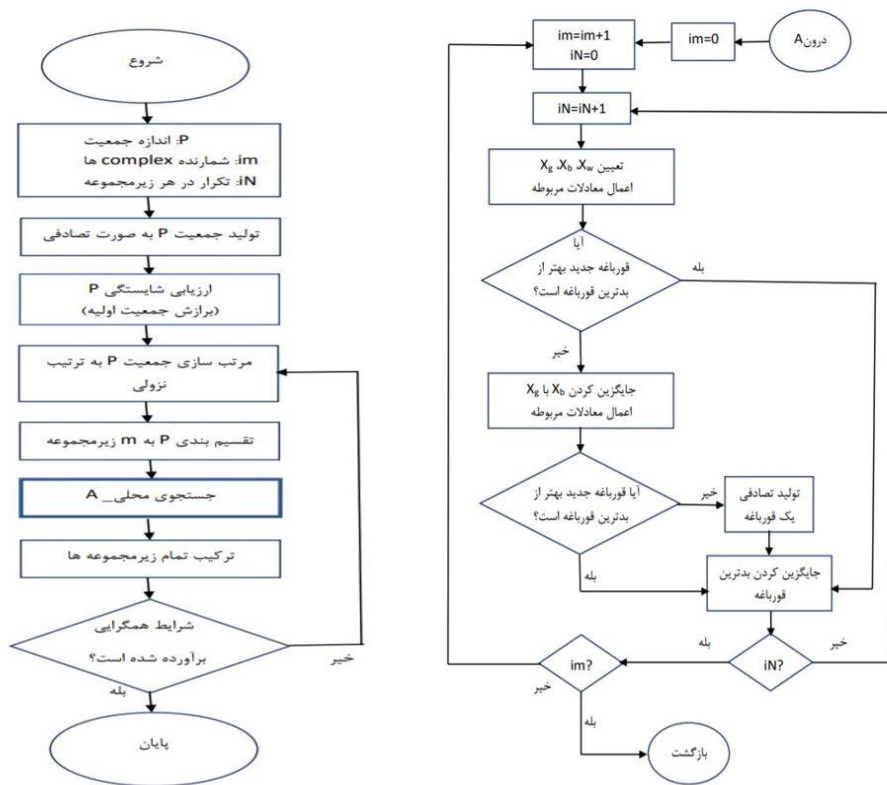 شروع
P: اندازه جمعیت
im: شمارنده complex ها
iN: تکرار در هر زیرمجموعه
تولید جمعیت P به صورت تصادفی
ارزیابی شایستگی P
(برازش جمعیت اولیه)
مرتب سازی جمعیت P به ترتیب
نزولی
تقسیم بندی P به m زیرمجموعه
جستجوی محلی_ A
ترکیب تمام زیرمجموعه ها
شرایط همگرایی
برآورده شده است؟
خیر
بله
پایان
درونA
im=0
im=im+1
iN=0
iN=iN+1
تعیین Xg ،Xb ،Xw
اعمال معادلات مربوطه
آیا
قورباغه جدید بهتر از
بدترین قورباغه است؟
بله
خیر
جایگزین کردن Xb با Xg
اعمال معادلات مربوطه
آیا قورباغه جدید بهتر از
بدترین قورباغه است؟
خیر
تولید تصادفی
یک قورباغه
بله
جایگزین کردن بدترین
قورباغه
iN?
خیر
بله
im?
خیر
بله
بازگشت